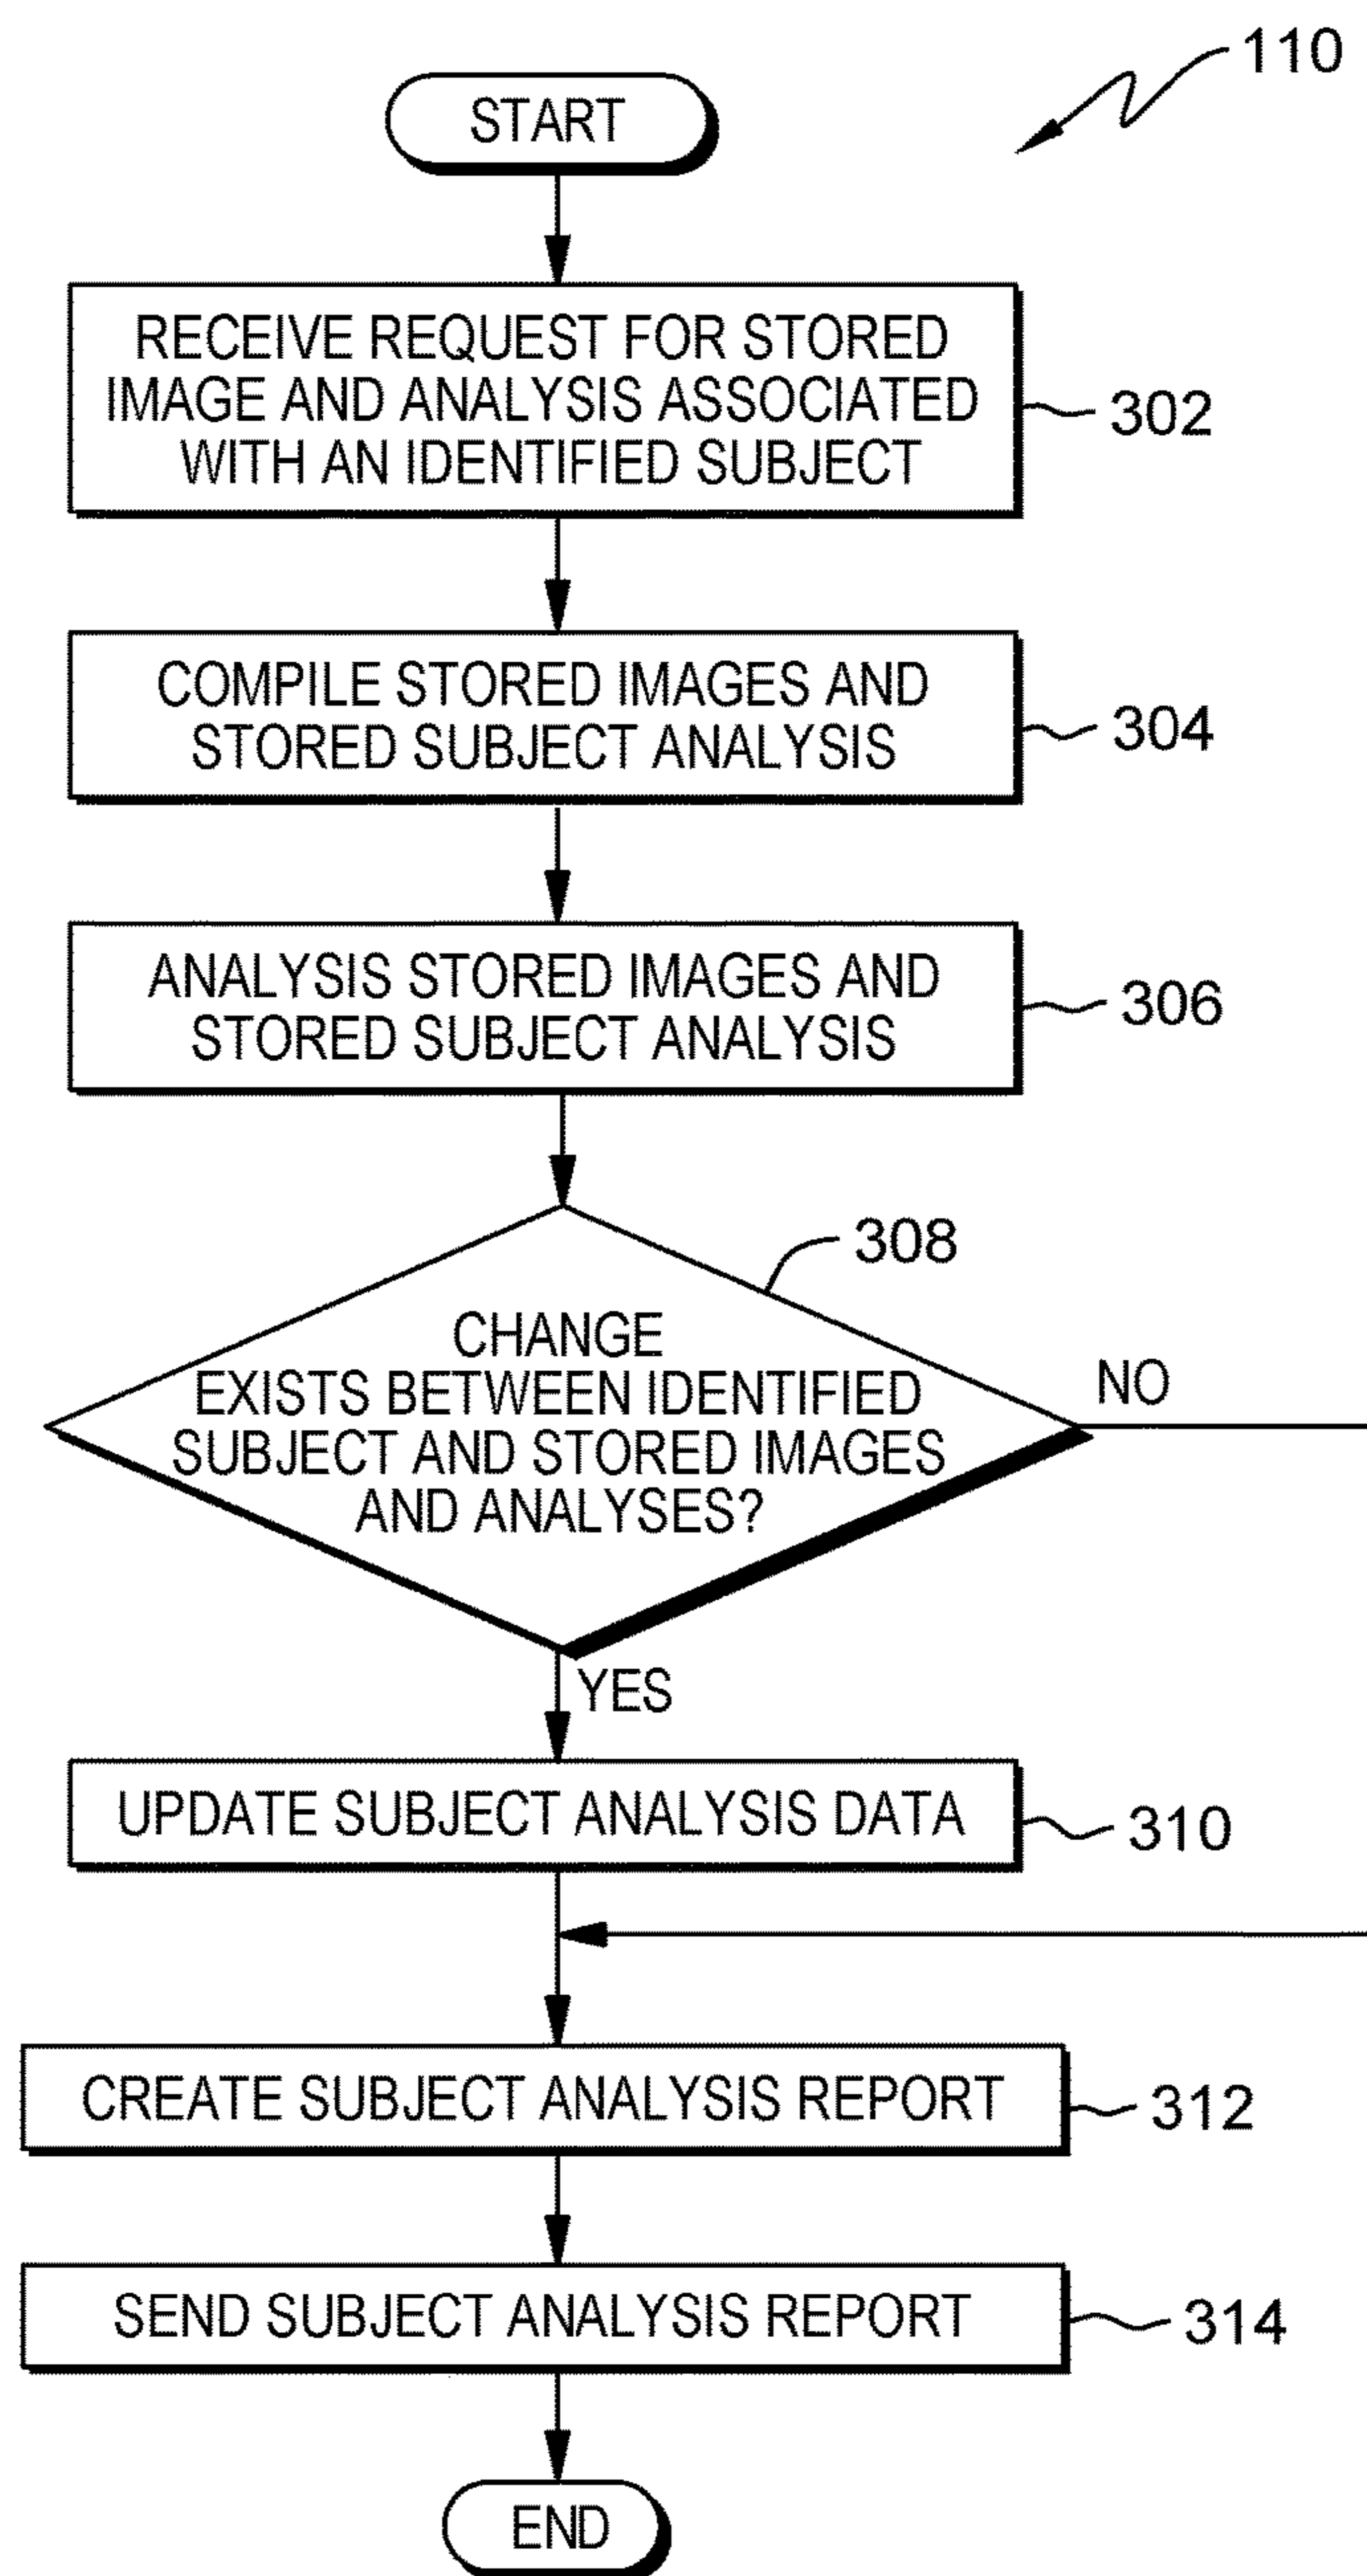 110
START
RECEIVE REQUEST FOR STORED
IMAGE AND ANALYSIS ASSOCIATED
WITH AN IDENTIFIED SUBJECT
302
COMPILE STORED IMAGES AND
STORED SUBJECT ANALYSIS
304
ANALYSIS STORED IMAGES AND
STORED SUBJECT ANALYSIS
306
308
CHANGE
EXISTS BETWEEN IDENTIFIED
SUBJECT AND STORED IMAGES
AND ANALYSES?
NO
YES
UPDATE SUBJECT ANALYSIS DATA
310
CREATE SUBJECT ANALYSIS REPORT
312
SEND SUBJECT ANALYSIS REPORT
314
END